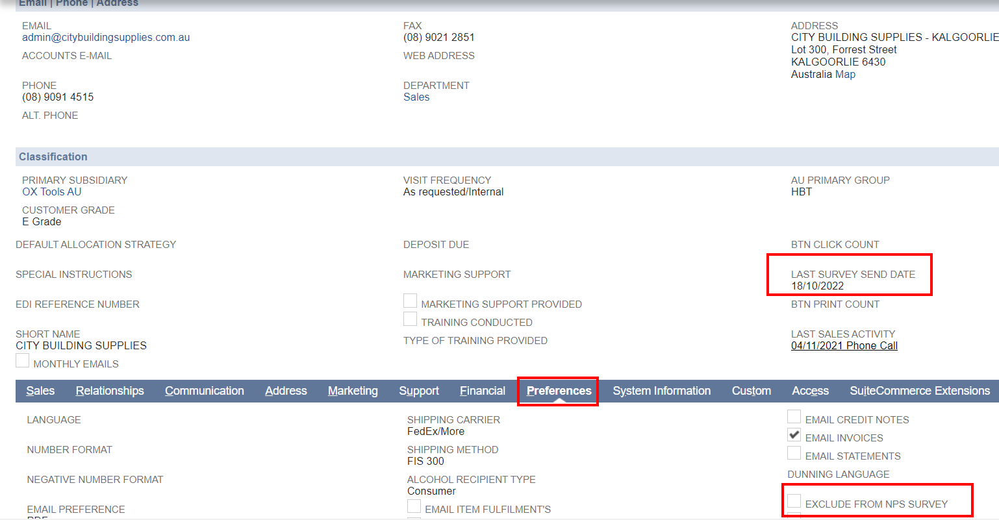 Email | Phone | Address
EMAIL
admin@citybuildingsupplies.com.au
ACCOUNTS E-MAIL
PHONE
(08) 9091 4515
ALT. PHONE
FAX
(08) 9021 2851
WEB ADDRESS
DEPARTMENT
Sales
ADDRESS
CITY BUILDING SUPPLIES - KALGOORLIE
Lot 300, Forrest Street
KALGOORLIE 6430
Australia Map
Classification
PRIMARY SUBSIDIARY
OX Tools AU
CUSTOMER GRADE
E Grade
VISIT FREQUENCY
As requested/Internal
AU PRIMARY GROUP
HBT
DEFAULT ALLOCATION STRATEGY
SPECIAL INSTRUCTIONS
EDI REFERENCE NUMBER
SHORT NAME
CITY BUILDING SUPPLIES
MONTHLY EMAILS
DEPOSIT DUE
MARKETING SUPPORT
MARKETING SUPPORT PROVIDED
TRAINING CONDUCTED
TYPE OF TRAINING PROVIDED
BTN CLICK COUNT
LAST SURVEY SEND DATE
18/10/2022
BTN PRINT COUNT
LAST SALES ACTIVITY
04/11/2021 Phone Call
Sales Relationships Communication Address Marketing Support Financial Preferences System Information Custom Access SuiteCommerce Extensions
LANGUAGE
NUMBER FORMAT
NEGATIVE NUMBER FORMAT
EMAIL PREFERENCE
PDF
SHIPPING CARRIER
FedEx/More
SHIPPING METHOD
FIS 300
ALCOHOL RECIPIENT TYPE
Consumer
EMAIL ITEM FULFILMENT'S
EMAIL CREDIT NOTES
EMAIL INVOICES
EMAIL STATEMENTS
DUNNING LANGUAGE
EXCLUDE FROM NPS SURVEY